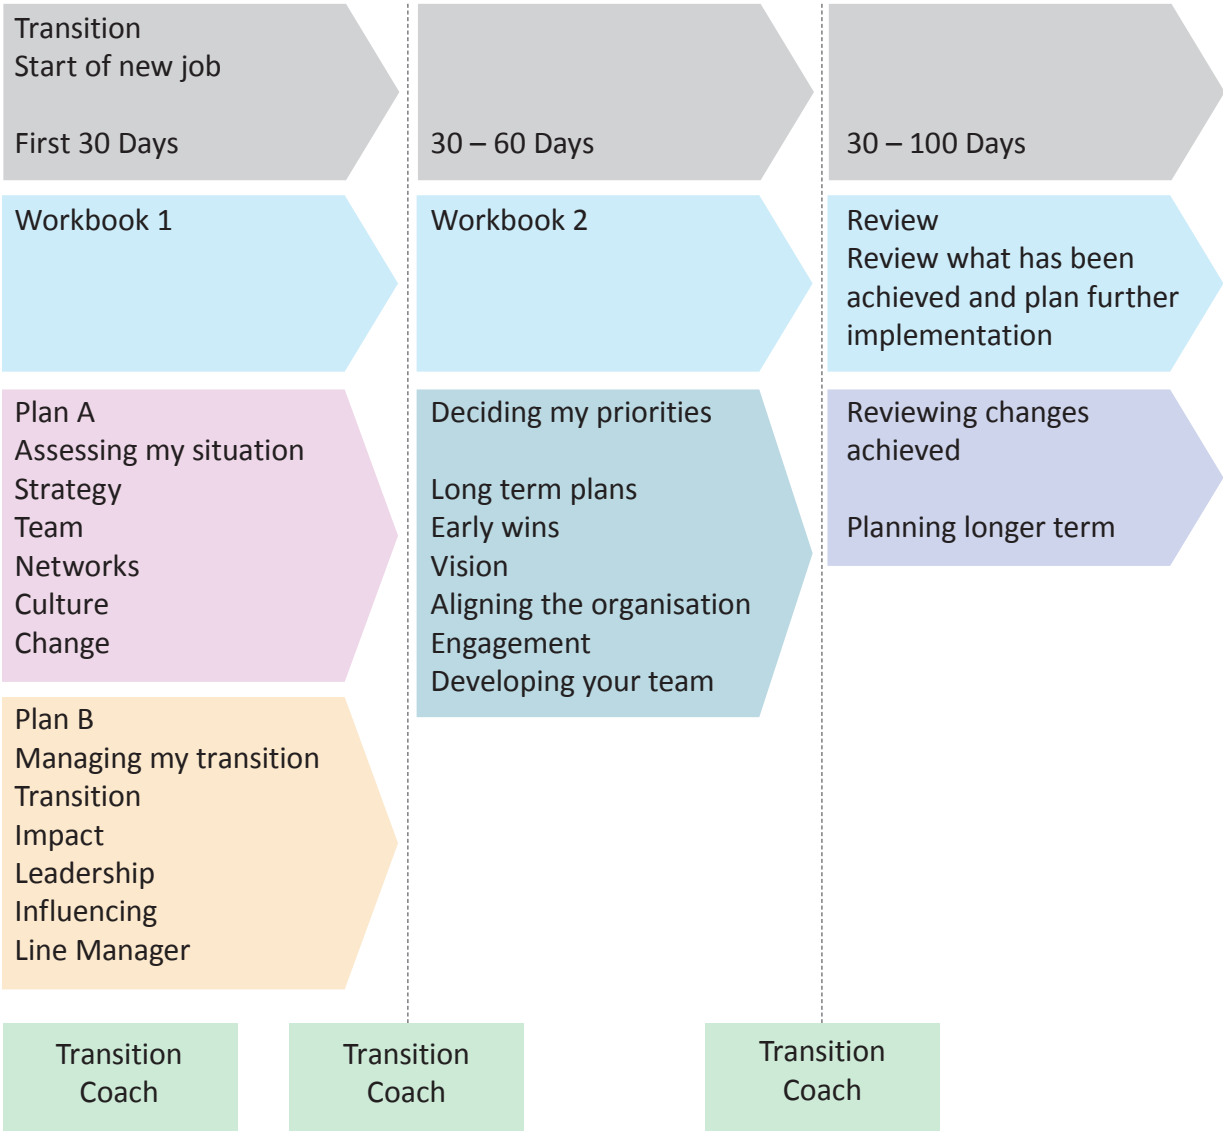 Transition
Start of new job
First 30 Days
30 – 60 Days
30 – 100 Days
Workbook 1
Workbook 2
Review
Review what has been
achieved and plan further
implementation
Plan A
Assessing my situation
Strategy
Team
Networks
Culture
Change
Deciding my priorities
Long term plans
Early wins
Vision
Aligning the organisation
Engagement
Developing your team
Reviewing changes
achieved
Planning longer term
Plan B
Managing my transition
Transition
Impact
Leadership
Influencing
Line Manager
Transition
Coach
Transition
Coach
Transition
Coach